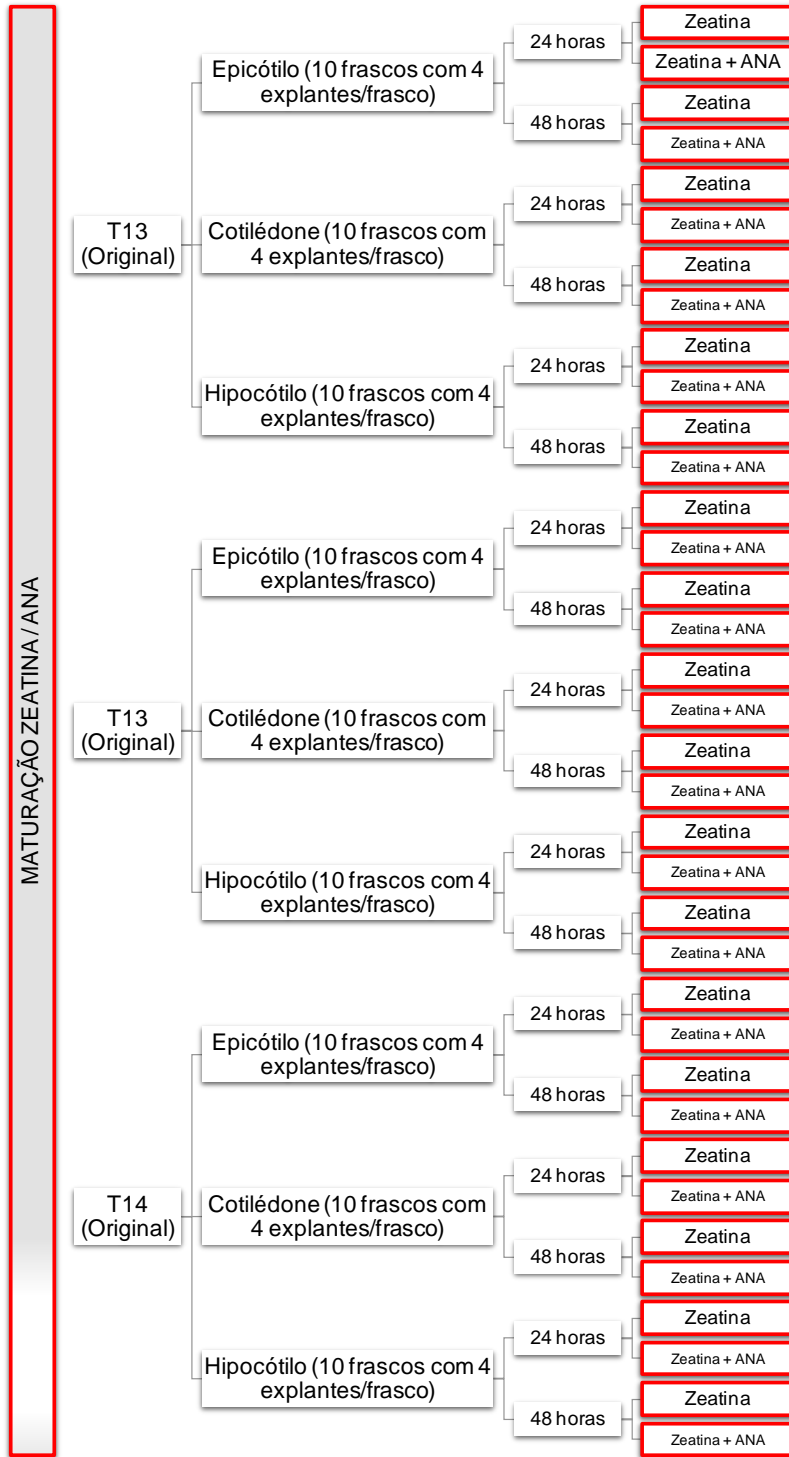 MATURAÇÃO ZEATINA / ANA
T13
(Original)
Epicótilo (10 frascos com 4
explantes/frasco)
24 horas
Zeatina
Zeatina + ANA
48 horas
Zeatina
Zeatina + ANA
Cotilédone (10 frascos com
4 explantes/frasco)
24 horas
Zeatina
Zeatina + ANA
48 horas
Zeatina
Zeatina + ANA
Hipocótilo (10 frascos com 4
explantes/frasco)
24 horas
Zeatina
Zeatina + ANA
48 horas
Zeatina
Zeatina + ANA
T13
(Original)
Epicótilo (10 frascos com 4
explantes/frasco)
24 horas
Zeatina
Zeatina + ANA
48 horas
Zeatina
Zeatina + ANA
Cotilédone (10 frascos com
4 explantes/frasco)
24 horas
Zeatina
Zeatina + ANA
48 horas
Zeatina
Zeatina + ANA
Hipocótilo (10 frascos com 4
explantes/frasco)
24 horas
Zeatina
Zeatina + ANA
48 horas
Zeatina
Zeatina + ANA
T14
(Original)
Epicótilo (10 frascos com 4
explantes/frasco)
24 horas
Zeatina
Zeatina + ANA
48 horas
Zeatina
Zeatina + ANA
Cotilédone (10 frascos com
4 explantes/frasco)
24 horas
Zeatina
Zeatina + ANA
48 horas
Zeatina
Zeatina + ANA
Hipocótilo (10 frascos com 4
explantes/frasco)
24 horas
Zeatina
Zeatina + ANA
48 horas
Zeatina
Zeatina + ANA